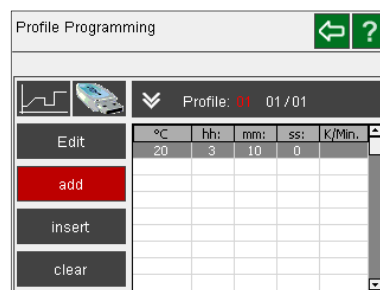 Profile Programming
?
Profile: 01 01/01
Edit
°C hh: mm: ss: K/Min.
20 3 10 0
add
insert
clear